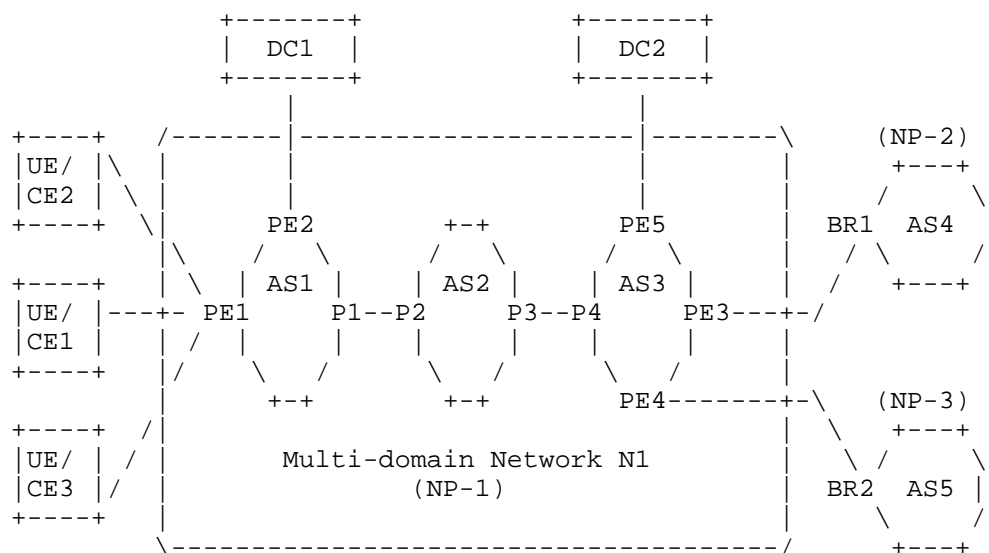 DC1 DC2
UE/ (NP-2)
CE2
PE2 PE5 BR1 AS4
AS1 AS2 AS3
UE/ PE1 P1--P2 P3--P4 PE3
CE1
PE4 (NP-3)
UE/ Multi-domain Network N1
CE3 (NP-1) BR2 AS5